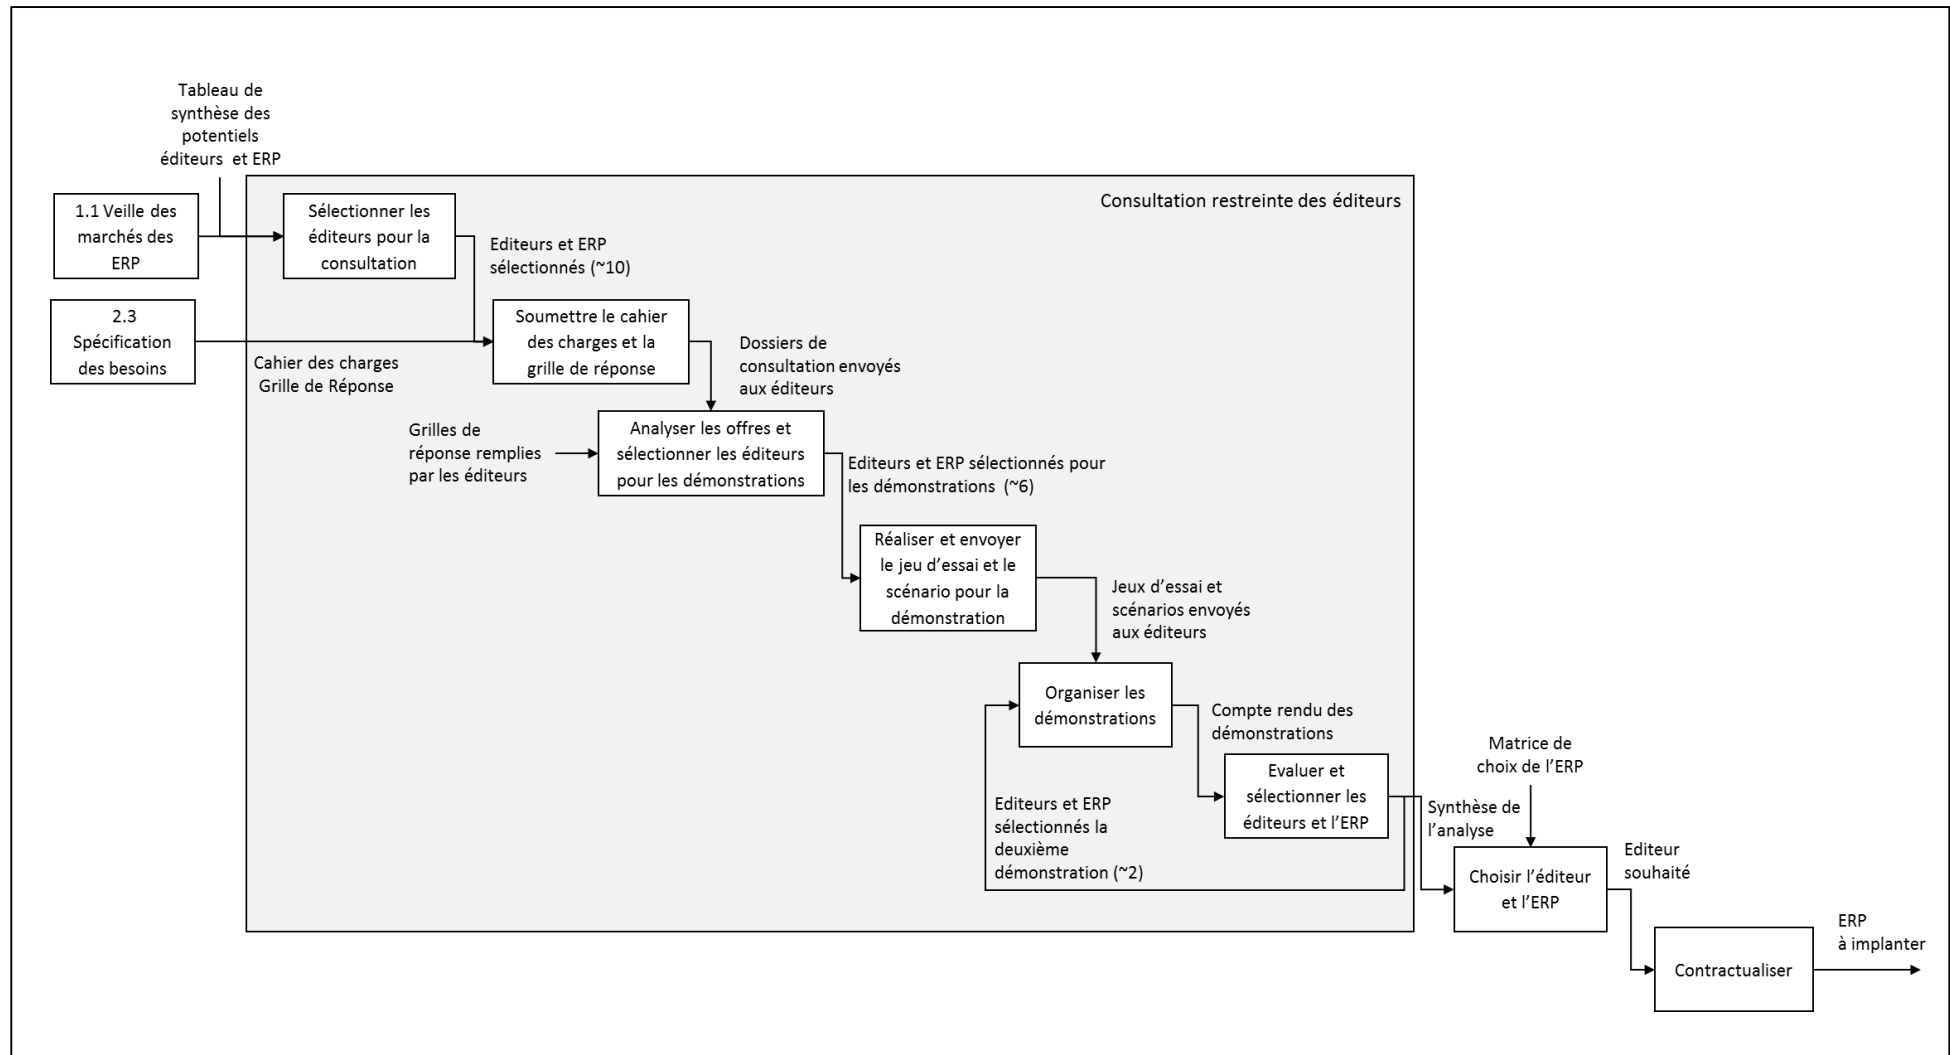 Tableau de
synthèse des
potentiels
éditeurs et ERP
Consultation restreinte des éditeurs
1.1 Veille des
marchés des
ERP
Sélectionner les
éditeurs pour la
consultation
Editeurs et ERP
sélectionnés (~10)
2.3
Spécification
des besoins
Cahier des charges
Grille de Réponse
Soumettre le cahier
des charges et la
grille de réponse
Dossiers de
consultation envoyés
aux éditeurs
Grilles de
réponse remplies
par les éditeurs
Analyser les offres et
sélectionner les éditeurs
pour les démonstrations
Editeurs et ERP sélectionnés pour
les démonstrations (~6)
Réaliser et envoyer
le jeu d’essai et le
scénario pour la
démonstration
Jeux d’essai et
scénarios envoyés
aux éditeurs
Organiser les
démonstrations
Compte rendu des
démonstrations
Editeurs et ERP
sélectionnés la
deuxième
démonstration (~2)
Evaluer et
sélectionner les
éditeurs et l’ERP
Synthèse de
l’analyse
Matrice de
choix de l’ERP
Choisir l’éditeur
et l’ERP
Editeur
souhaité
Contractualiser
ERP
à implanter